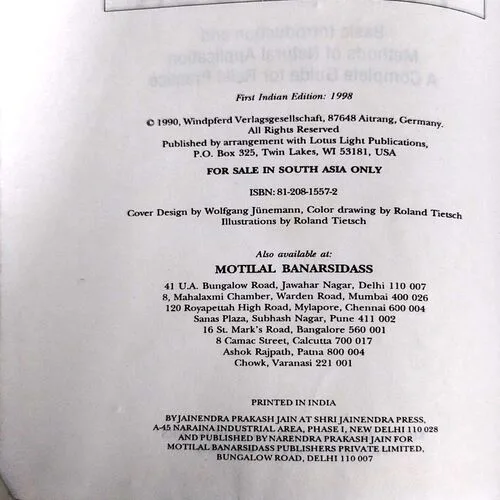 First Indian Edition: 1998
© 1990, Windpferd Verlagsgesellschaft, 87648 Aitrang, Germany.
All Rights Reserved
Published by arrangement with Lotus Light Publications,
P.O. Box 325, Twin Lakes, WI 53181, USA
FOR SALE IN SOUTH ASIA ONLY
ISBN: 81-208-1557-2
Cover Design by Wolfgang Jünemann, Color drawing by Roland Tietsch
Illustrations by Roland Tietsch
Also available at:
MOTILAL BANARSIDASS
41 U.A. Bungalow Road, Jawahar Nagar, Delhi 110 007
8, Mahalaxmi Chamber, Warden Road, Mumbai 400 026
120 Royapettah High Road, Mylapore, Chennai 600 004
Sanas Plaza, Subhash Nagar, Pune 411 002
16 St. Mark's Road, Bangalore 560 001
8 Camac Street, Calcutta 700 017
Ashok Rajpath, Patna 800 004
Chowk, Varanasi 221 001
PRINTED IN INDIA
BY JAINENDRA PRAKASH JAIN AT SHRI JAINENDRA PRESS,
A-45 NARAINA INDUSTRIAL AREA, PHASE I, NEW DELHI 110 028
AND PUBLISHED BY NARENDRA PRAKASH JAIN FOR
MOTILAL BANARSIDASS PUBLISHERS PRIVATE LIMITED,
BUNGALOW ROAD, DELHI 110 007